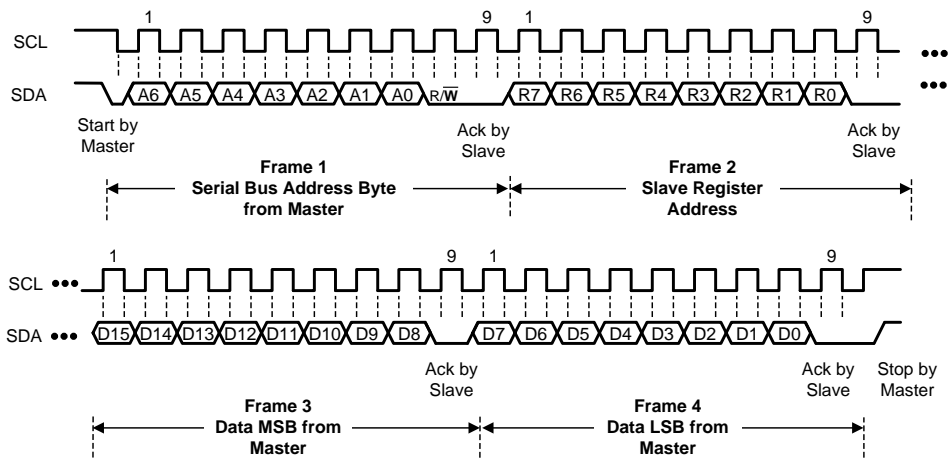 1 9 1 9
SCL
SDA A6 A5 A4 A3 A2 A1 A0 R/W̅ R7 R6 R5 R4 R3 R2 R1 R0
Start by
Master
Ack by
Slave
Ack by
Slave
Frame 1
Serial Bus Address Byte
from Master
Frame 2
Slave Register
Address
1 9 1 9
SCL
SDA D15 D14 D13 D12 D11 D10 D9 D8 D7 D6 D5 D4 D3 D2 D1 D0
Ack by
Slave
Ack by
Slave
Stop by
Master
Frame 3
Data MSB from
Master
Frame 4
Data LSB from
Master